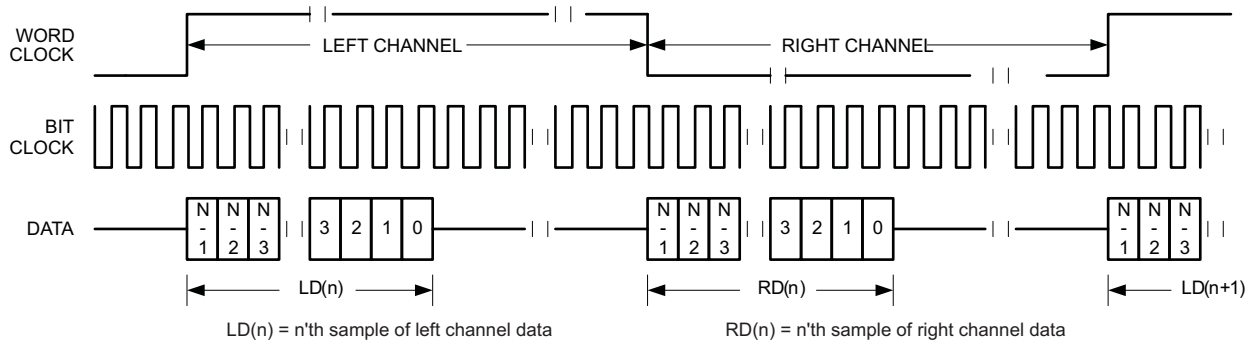 WORD
CLOCK
LEFT CHANNEL
RIGHT CHANNEL
BIT
CLOCK
DATA
N
-
1
N
-
2
N
-
3
3 2 1 0
N
-
1
N
-
2
N
-
3
3 2 1 0
N
-
1
N
-
2
N
-
3
LD(n)
RD(n)
LD(n+1)
LD(n) = n'th sample of left channel data
RD(n) = n'th sample of right channel data